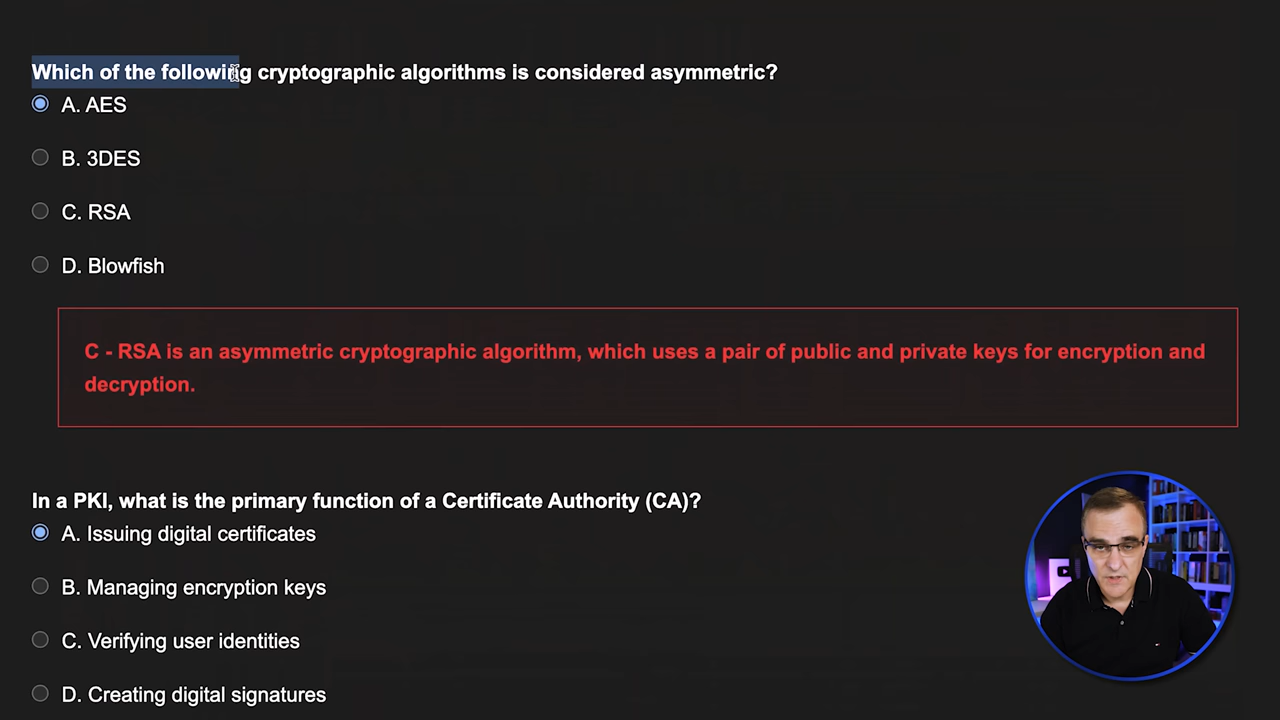 Which of the following cryptographic algorithms is considered asymmetric?
A. AES
B. 3DES
C. RSA
D. Blowfish
C - RSA is an asymmetric cryptographic algorithm, which uses a pair of public and private keys for encryption and
decryption.
In a PKI, what is the primary function of a Certificate Authority (CA)?
A. Issuing digital certificates
B. Managing encryption keys
C. Verifying user identities
D. Creating digital signatures